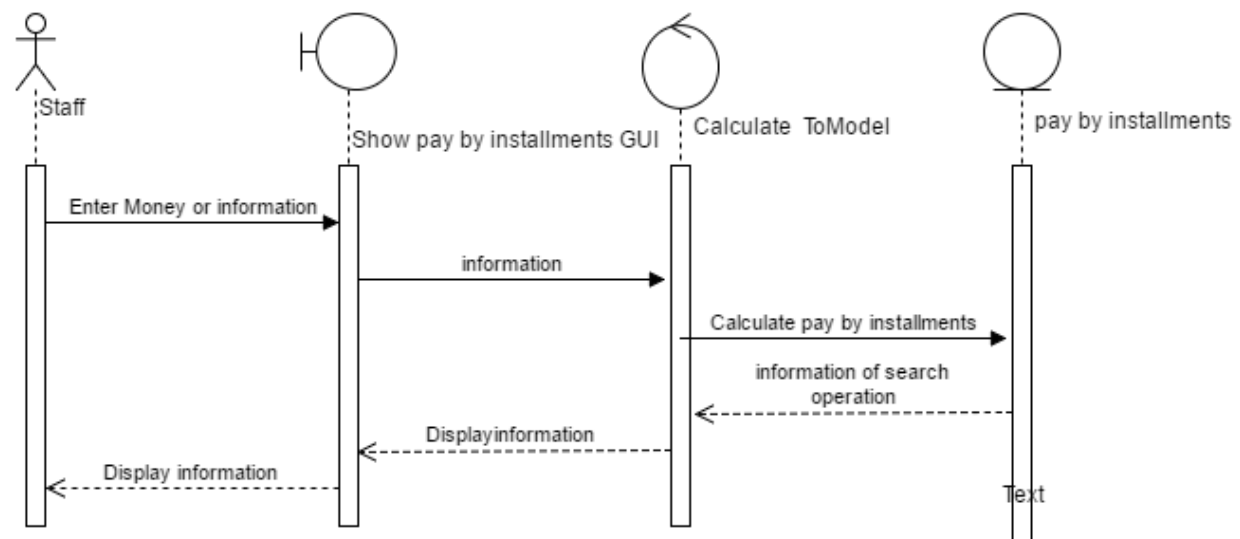 Staff
Show pay by installments GUI
Calculate  ToModel
pay by installments
Enter Money or information
information
Calculate pay by installments
information of search
operation
Displayinformation
Display information
Text